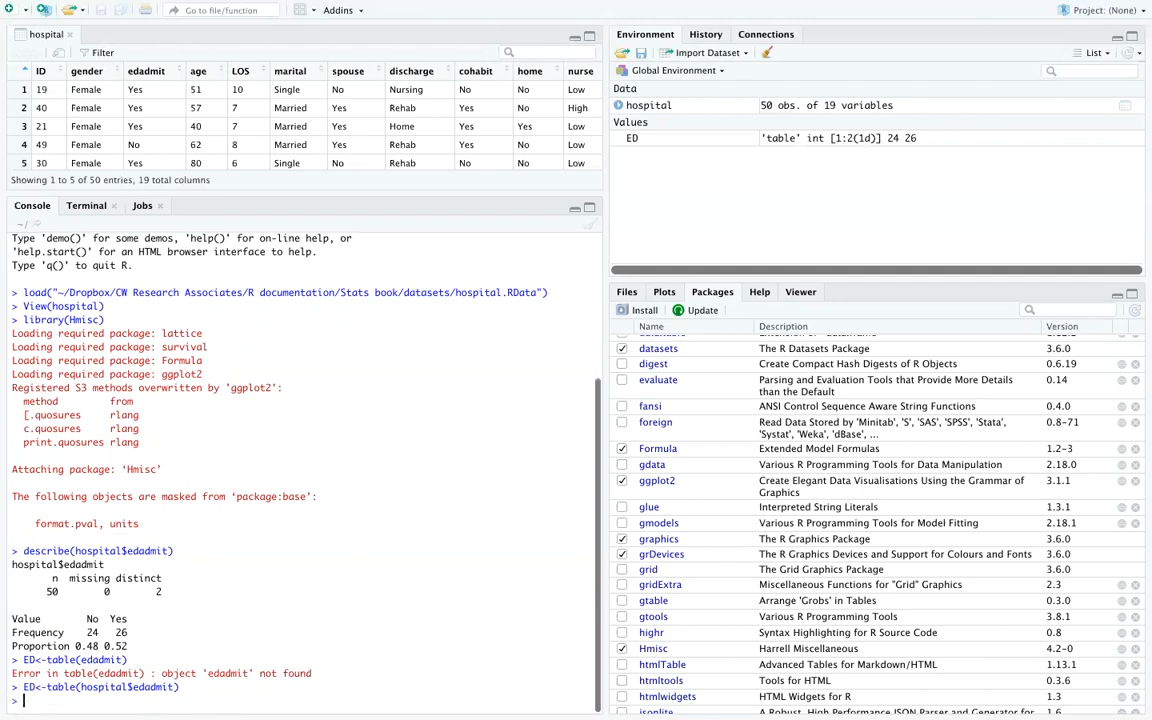 Go to file/function
Addins
Project: (None)
hospital
Filter
ID gender edadmit age LOS marital spouse discharge cohabit home nurse
1 19 Female Yes 51 10 Single No Nursing No No Low
2 40 Female Yes 57 7 Married Yes Rehab Yes No High
3 21 Female Yes 40 7 Married Yes Home Yes Yes Low
4 49 Female No 62 8 Married Yes Rehab Yes No Low
5 30 Female Yes 80 6 Single No Rehab No No Low
Showing 1 to 5 of 50 entries, 19 total columns
Console Terminal Jobs
~/
Type 'demo()' for some demos, 'help()' for on-line help, or
'help.start()' for an HTML browser interface to help.
Type 'q()' to quit R.
> load("~/Dropbox/CW Research Associates/R documentation/Stats book/datasets/hospital.RData")
> View(hospital)
> library(Hmisc)
Loading required package: lattice
Loading required package: survival
Loading required package: Formula
Loading required package: ggplot2
Registered S3 methods overwritten by 'ggplot2':
method from
[.quosures rlang
c.quosures rlang
print.quosures rlang
Attaching package: ‘Hmisc’
The following objects are masked from ‘package:base’:
format.pval, units
> describe(hospital$edadmit)
hospital$edadmit
n missing distinct
50 0 2
Value No Yes
Frequency 24 26
Proportion 0.48 0.52
> ED<-table(edadmit)
Error in table(edadmit) : object 'edadmit' not found
> ED<-table(hospital$edadmit)
>
Environment History Connections
Import Dataset
List
Global Environment
Data
hospital 50 obs. of 19 variables
Values
ED 'table' int [1:2(1d)] 24 26
Files Plots Packages Help Viewer
Install Update
Name Description Version
datasets The R Datasets Package 3.6.0
digest Create Compact Hash Digests of R Objects 0.6.19
evaluate Parsing and Evaluation Tools that Provide More Details 0.14
than the Default
fansi ANSI Control Sequence Aware String Functions 0.4.0
foreign Read Data Stored by 'Minitab', 'S', 'SAS', 'SPSS', 'Stata', 0.8-71
'Systat', 'Weka', 'dBase', ...
Formula Extended Model Formulas 1.2-3
gdata Various R Programming Tools for Data Manipulation 2.18.0
ggplot2 Create Elegant Data Visualisations Using the Grammar of 3.1.1
Graphics
glue Interpreted String Literals 1.3.1
gmodels Various R Programming Tools for Model Fitting 2.18.1
graphics The R Graphics Package 3.6.0
grDevices The R Graphics Devices and Support for Colours and Fonts 3.6.0
grid The Grid Graphics Package 3.6.0
gridExtra Miscellaneous Functions for "Grid" Graphics 2.3
gtable Arrange 'Grobs' in Tables 0.3.0
gtools Various R Programming Tools 3.8.1
highr Syntax Highlighting for R Source Code 0.8
Hmisc Harrell Miscellaneous 4.2-0
htmlTable Advanced Tables for Markdown/HTML 1.13.1
htmltools Tools for HTML 0.3.6
htmlwidgets HTML Widgets for R 1.3
jsonlite A Robust, High Performance JSON Parser and Generator for 1.6